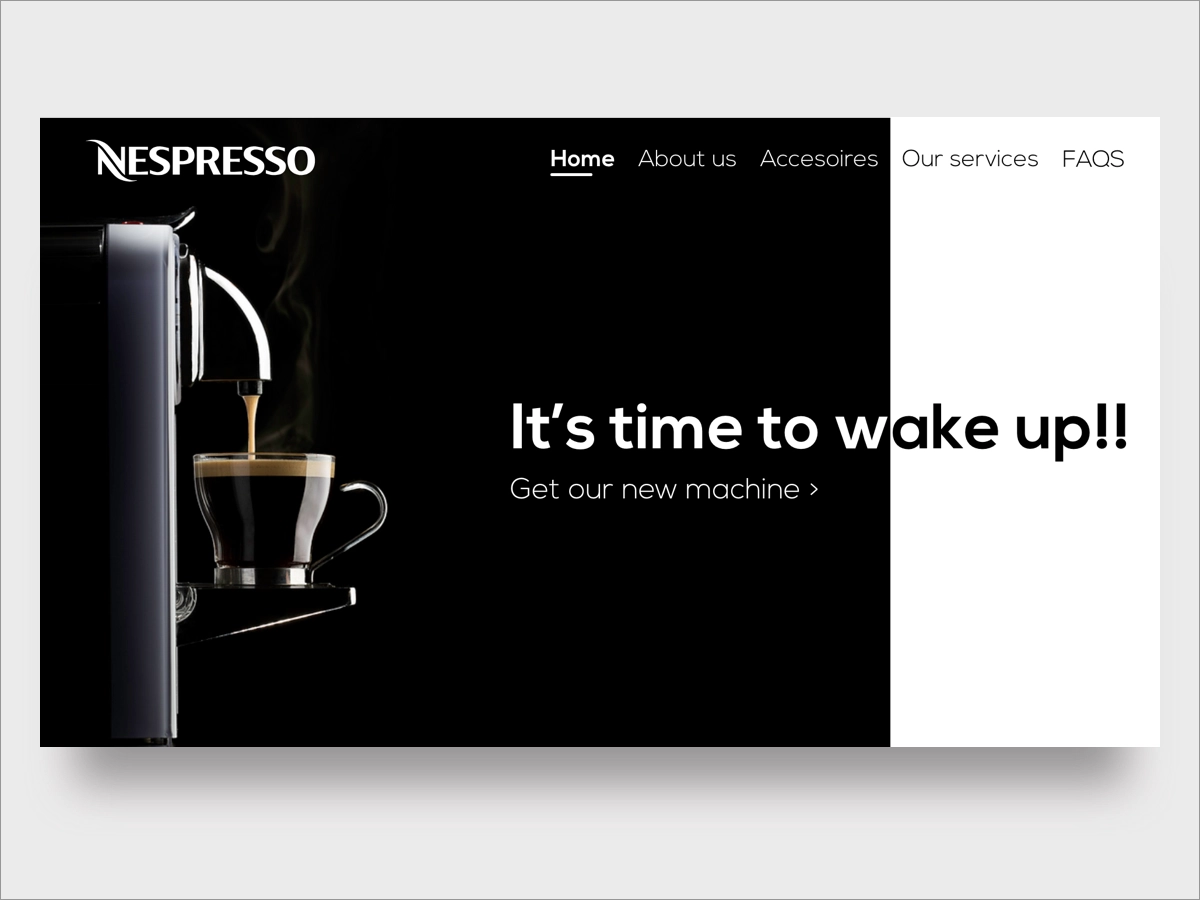 NESPRESSO
Home About us Accesoires Our services FAQS
It’s time to wake up!!
Get our new machine >